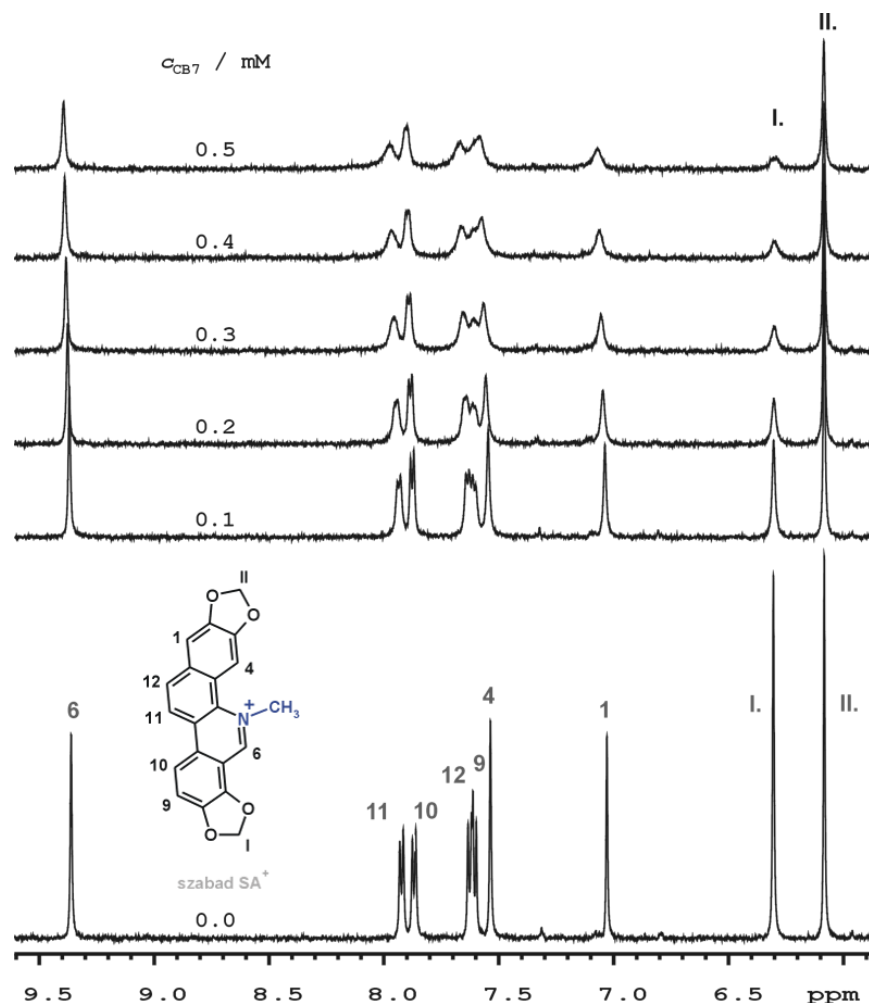 II.
c_CB7 / mM
I.
0.5
0.4
0.3
0.2
0.1
II
O
O
1
4
12
11
N
+
CH3
10
6
9
O
O
I
6
11
10
12
9
4
1
I.
II.
szabad SA+
0.0
9.5 9.0 8.5 8.0 7.5 7.0 6.5 ppm